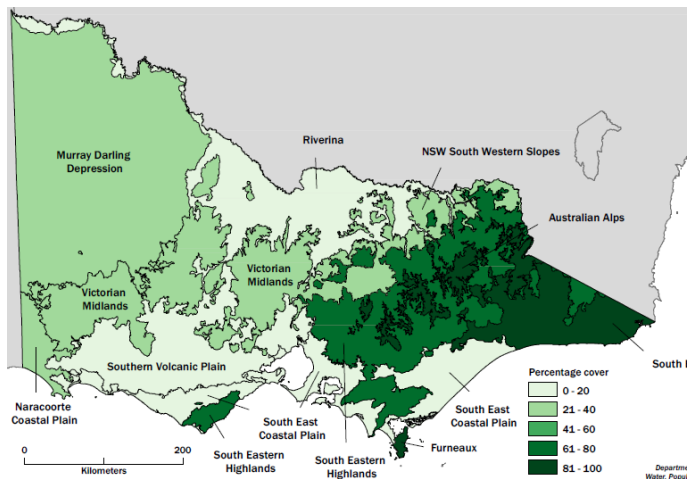 Riverina
NSW South Western Slopes
Murray Darling
Depression
Australian Alps
Victorian
Midlands
Victorian
Midlands
Southern Volcanic Plain
South
Naracoorte
Coastal Plain
South East
Coastal Plain
South East
Coastal Plain
South Eastern
Highlands
South Eastern
Highlands
Furneaux
Percentage cover
0 - 20
21 - 40
41 - 60
61 - 80
81 - 100
0 200
Kilometers
Water,